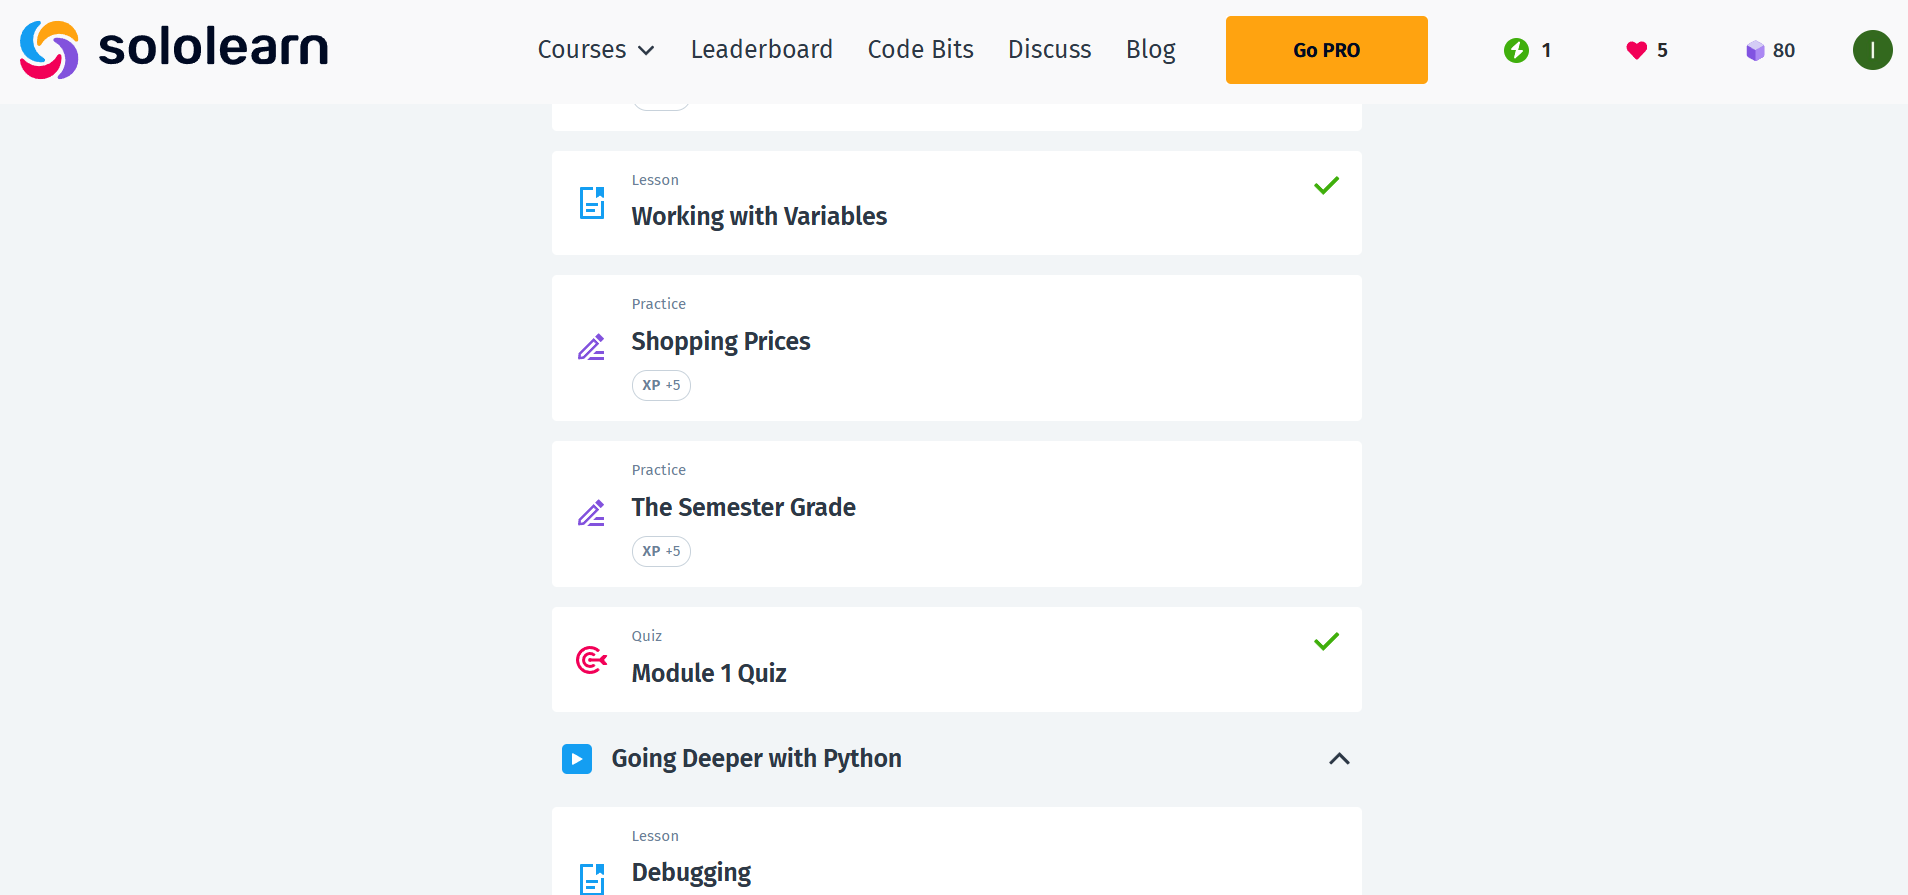 sololearn
Courses Leaderboard Code Bits Discuss Blog Go PRO 1 5 80 I
Lesson
Working with Variables
Practice
Shopping Prices
XP +5
Practice
The Semester Grade
XP +5
Quiz
Module 1 Quiz
Going Deeper with Python
Lesson
Debugging